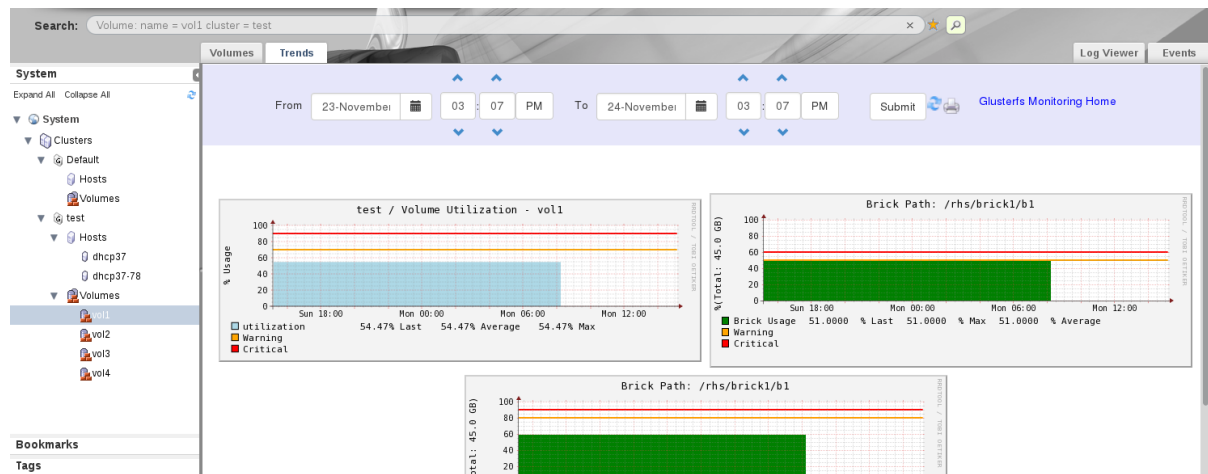 Search: Volume: name = vol1 cluster = test
Volumes Trends Log Viewer Events
System
Expand All Collapse All
System
Clusters
Default
Hosts
Volumes
test
Hosts
dhcp37
dhcp37-78
Volumes
vol1
vol2
vol3
vol4
Bookmarks
Tags
From 23-November 03 : 07 PM To 24-November 03 : 07 PM Submit Glusterfs Monitoring Home
test / Volume Utilization - vol1
RRDTOOL / TOBI OETIKER
% Usage
100
80
60
40
20
0
Sun 18:00 Mon 00:00 Mon 06:00 Mon 12:00
utilization 54.47% Last 54.47% Average 54.47% Max
Warning
Critical
Brick Path: /rhs/brick1/b1
RRDTOOL / TOBI OETIKER
%(Total: 45.0 GB)
100
80
60
40
20
0
Sun 18:00 Mon 00:00 Mon 06:00 Mon 12:00
Brick Usage 51.0000 % Last 51.0000 % Max 51.0000 % Average
Warning
Critical
Brick Path: /rhs/brick1/b1
RRDTOOL / TOBI OETIKER
otal: 45.0 GB)
100
80
60
40
20